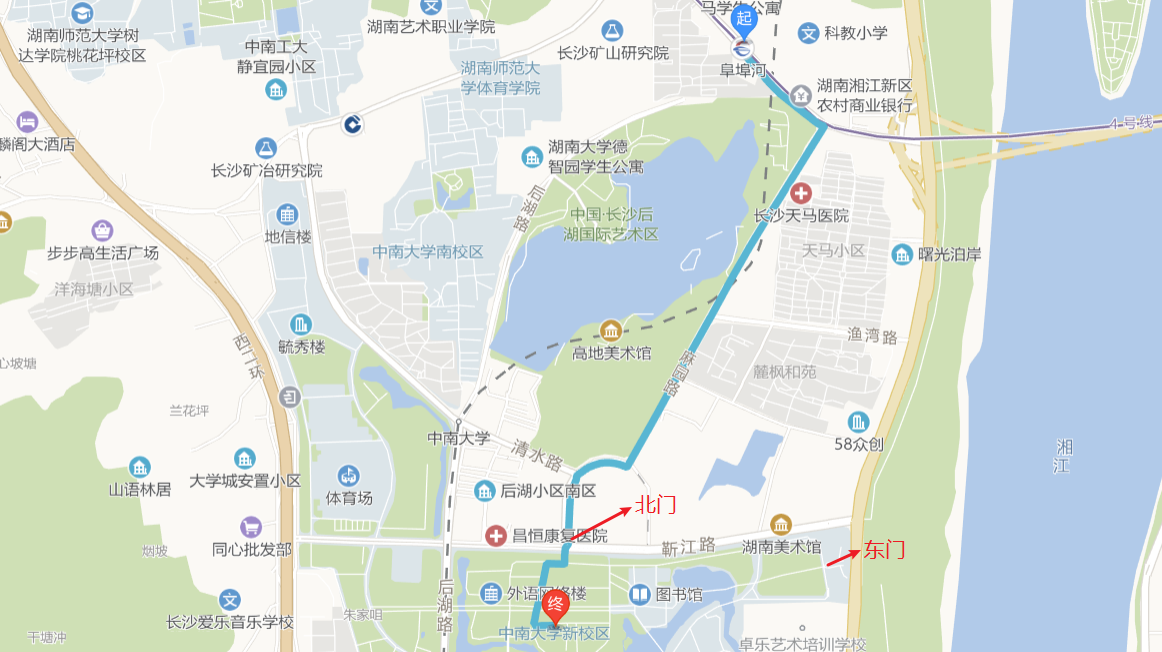 马学生公寓
起
湖南师范大学树
达学院桃花坪校区
湖南艺术职业学院
科教小学
中南工大
静宜园小区
长沙矿山研究院
湖南师范大
学体育学院
阜埠河
湖南湘江新区
农村商业银行
4号线
麟阁大酒店
湖南大学德
智园学生公寓
长沙矿冶研究院
后湖路
中国·长沙后
湖国际艺术区
长沙天马医院
地信楼
步步高生活广场
中南大学南校区
天马小区
曙光泊岸
洋海塘小区
毓秀楼
西二环
高地美术馆
渔湾路
心坡塘
麻园路
麓枫和苑
兰花坪
中南大学
清水路
58众创
湘江
山语林居
大学城安置小区
体育场
后湖小区南区
北门
同心批发部
烟坡
昌恒康复医院
靳江路
湖南美术馆
东门
后湖路
外语网络楼
图书馆
终
长沙爱乐音乐学校
朱家咀
中南大学新校区
干塘冲
卓乐艺术培训学校